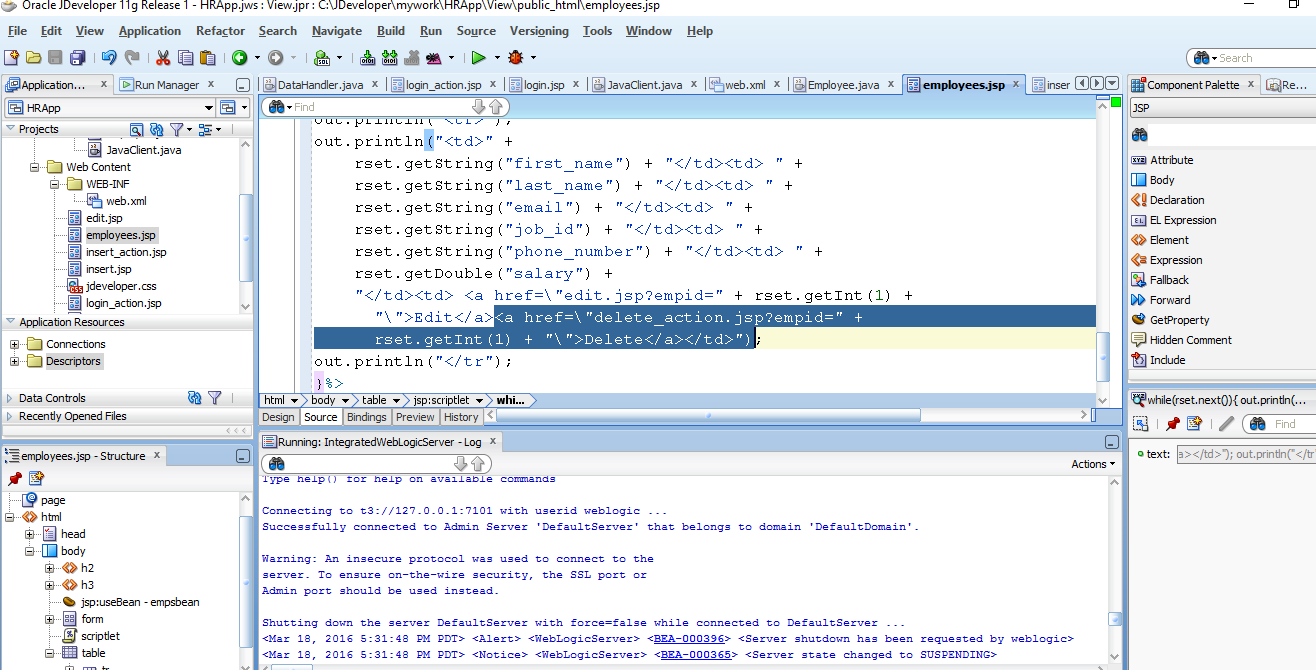 Oracle JDeveloper 11g Release 1 - HRApp.jws : View.jpr : C:\JDeveloper\mywork\HRApp\View\public_html\employees.jsp
File Edit View Application Refactor Search Navigate Build Run Source Versioning Tools Window Help
Search
Application... Run Manager
HRApp
Projects
JavaClient.java
Web Content
WEB-INF
web.xml
edit.jsp
employees.jsp
insert_action.jsp
insert.jsp
jdeveloper.css
login_action.jsp
Application Resources
Connections
Descriptors
Data Controls
Recently Opened Files
employees.jsp - Structure
page
html
head
body
h2
h3
jsp:useBean - empsbean
form
scriptlet
table
tr
DataHandler.java login_action.jsp login.jsp JavaClient.java web.xml Employee.java employees.jsp inser
Find
out.println("<tr>");
out.println("<td>" +
rset.getString("first_name") + "</td><td> " +
rset.getString("last_name") + "</td><td> " +
rset.getString("email") + "</td><td> " +
rset.getString("job_id") + "</td><td> " +
rset.getString("phone_number") + "</td><td> " +
rset.getDouble("salary") +
"</td><td> <a href=\"edit.jsp?empid=" + rset.getInt(1) +
"\">Edit</a><a href=\"delete_action.jsp?empid=" +
rset.getInt(1) + "\">Delete</a></td>");
out.println("</tr");
}%>
html body table jsp:scriptlet whi...
Design Source Bindings Preview History
Running: IntegratedWebLogicServer - Log
Actions
Type help() for help on available commands
Connecting to t3://127.0.0.1:7101 with userid weblogic ...
Successfully connected to Admin Server 'DefaultServer' that belongs to domain 'DefaultDomain'.
Warning: An insecure protocol was used to connect to the
server. To ensure on-the-wire security, the SSL port or
Admin port should be used instead.
Shutting down the server DefaultServer with force=false while connected to DefaultServer ...
<Mar 18, 2016 5:31:48 PM PDT> <Alert> <WebLogicServer> <BEA-000396> <Server shutdown has been requested by weblogic>
<Mar 18, 2016 5:31:48 PM PDT> <Notice> <WebLogicServer> <BEA-000365> <Server state changed to SUSPENDING>
Component Palette Re...
JSP
Attribute
Body
Declaration
EL Expression
Element
Expression
Fallback
Forward
GetProperty
Hidden Comment
Include
while(rset.next()){ out.println(...
Find
text: a></td>"); out.println("</tr